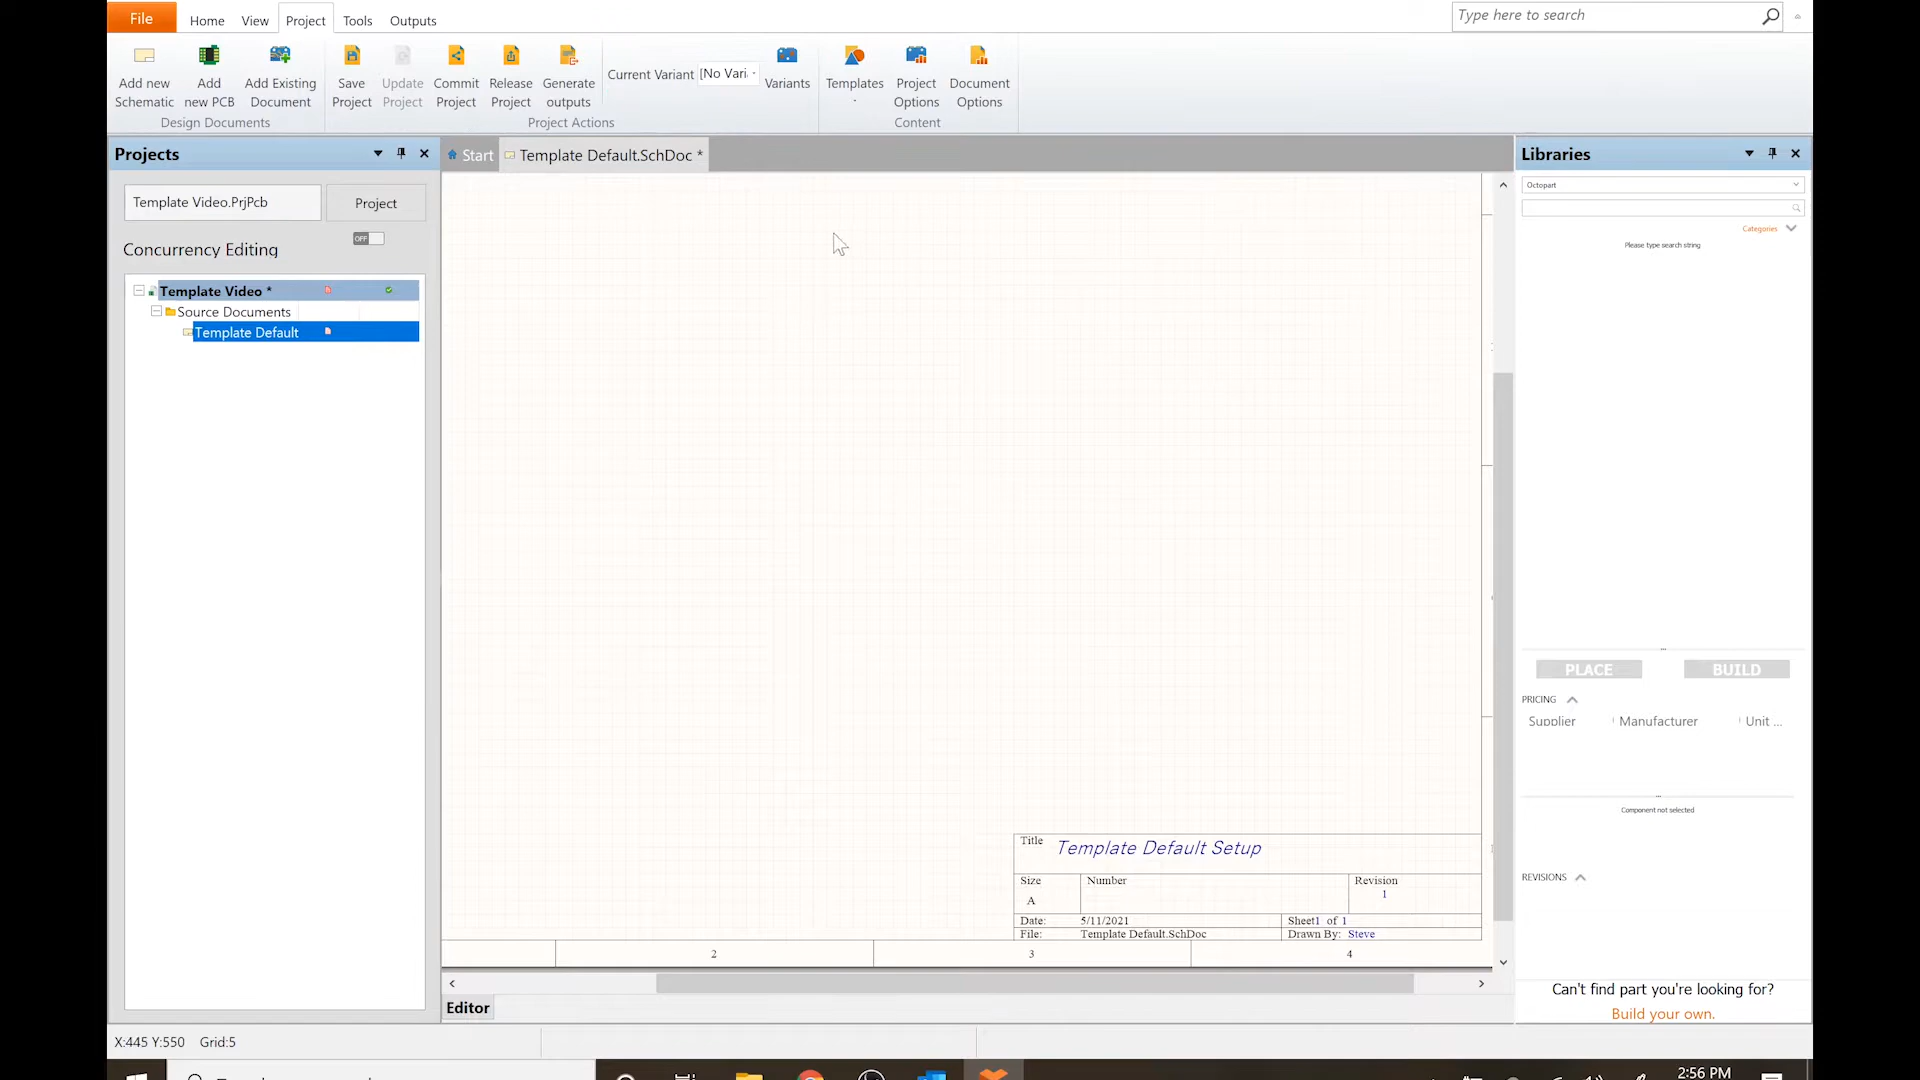 File Home View Project Tools Outputs
Type here to search
Add new Schematic
Add new PCB
Add Existing Document
Design Documents
Save Project
Update Project
Commit Project
Release Project
Generate outputs
Project Actions
Current Variant [No Vari
Variants
Templates
Project Options
Document Options
Content
Projects
Template Video.PrjPcb
Project
Concurrency Editing
OFF
Template Video *
Source Documents
Template Default
Start
Template Default.SchDoc *
Title Template Default Setup
Size Number Revision
A 1
Date: 5/11/2021 Sheet1 of 1
File: Template Default.SchDoc Drawn By: Steve
2 3 4
Editor
Libraries
Octopart
Categories
Please type search string
PLACE BUILD
PRICING
Supplier Manufacturer Unit ...
Component not selected
REVISIONS
Can't find part you're looking for?
Build your own.
X:445 Y:550 Grid:5
2:56 PM